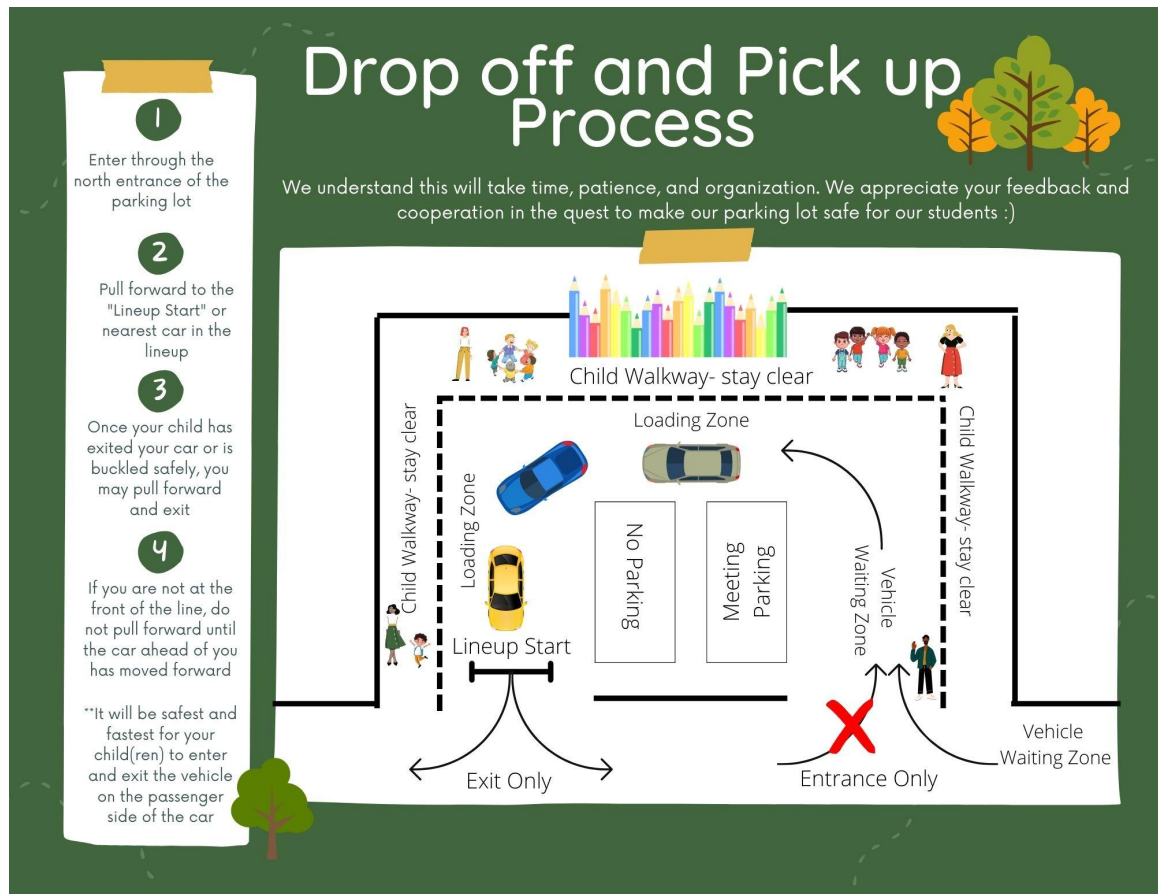 Drop off and Pick up
Process
We understand this will take time, patience, and organization. We appreciate your feedback and
cooperation in the quest to make our parking lot safe for our students :)
1
Enter through the
north entrance of the
parking lot
2
Pull forward to the
"Lineup Start" or
nearest car in the
lineup
3
Once your child has
exited your car or is
buckled safely, you
may pull forward
and exit
4
If you are not at the
front of the line, do
not pull forward until
the car ahead of you
has moved forward
**It will be safest and
fastest for your
child(ren) to enter
and exit the vehicle
on the passenger
side of the car
Child Walkway- stay clear
Loading Zone
Child Walkway- stay clear
Loading Zone
No Parking
Meeting
Parking
Vehicle
Waiting Zone
Child Walkway- stay clear
Lineup Start
Exit Only
Entrance Only
Vehicle
Waiting Zone